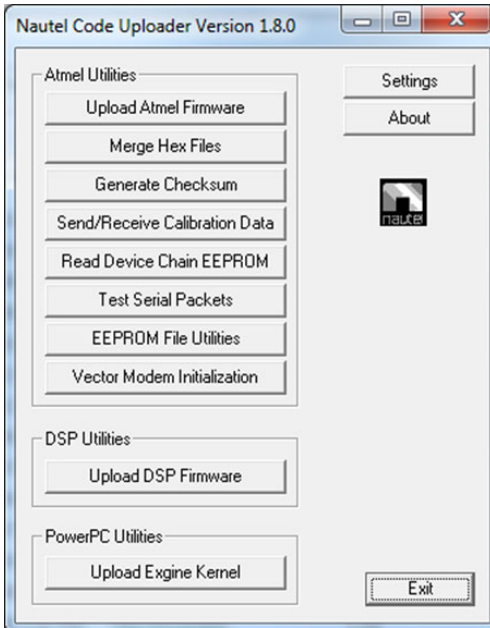 Nautel Code Uploader Version 1.8.0
Atmel Utilities
Upload Atmel Firmware
Merge Hex Files
Generate Checksum
Send/Receive Calibration Data
Read Device Chain EEPROM
Test Serial Packets
EEPROM File Utilities
Vector Modem Initialization
DSP Utilities
Upload DSP Firmware
PowerPC Utilities
Upload Exgine Kernel
Settings
About
nautel
Exit